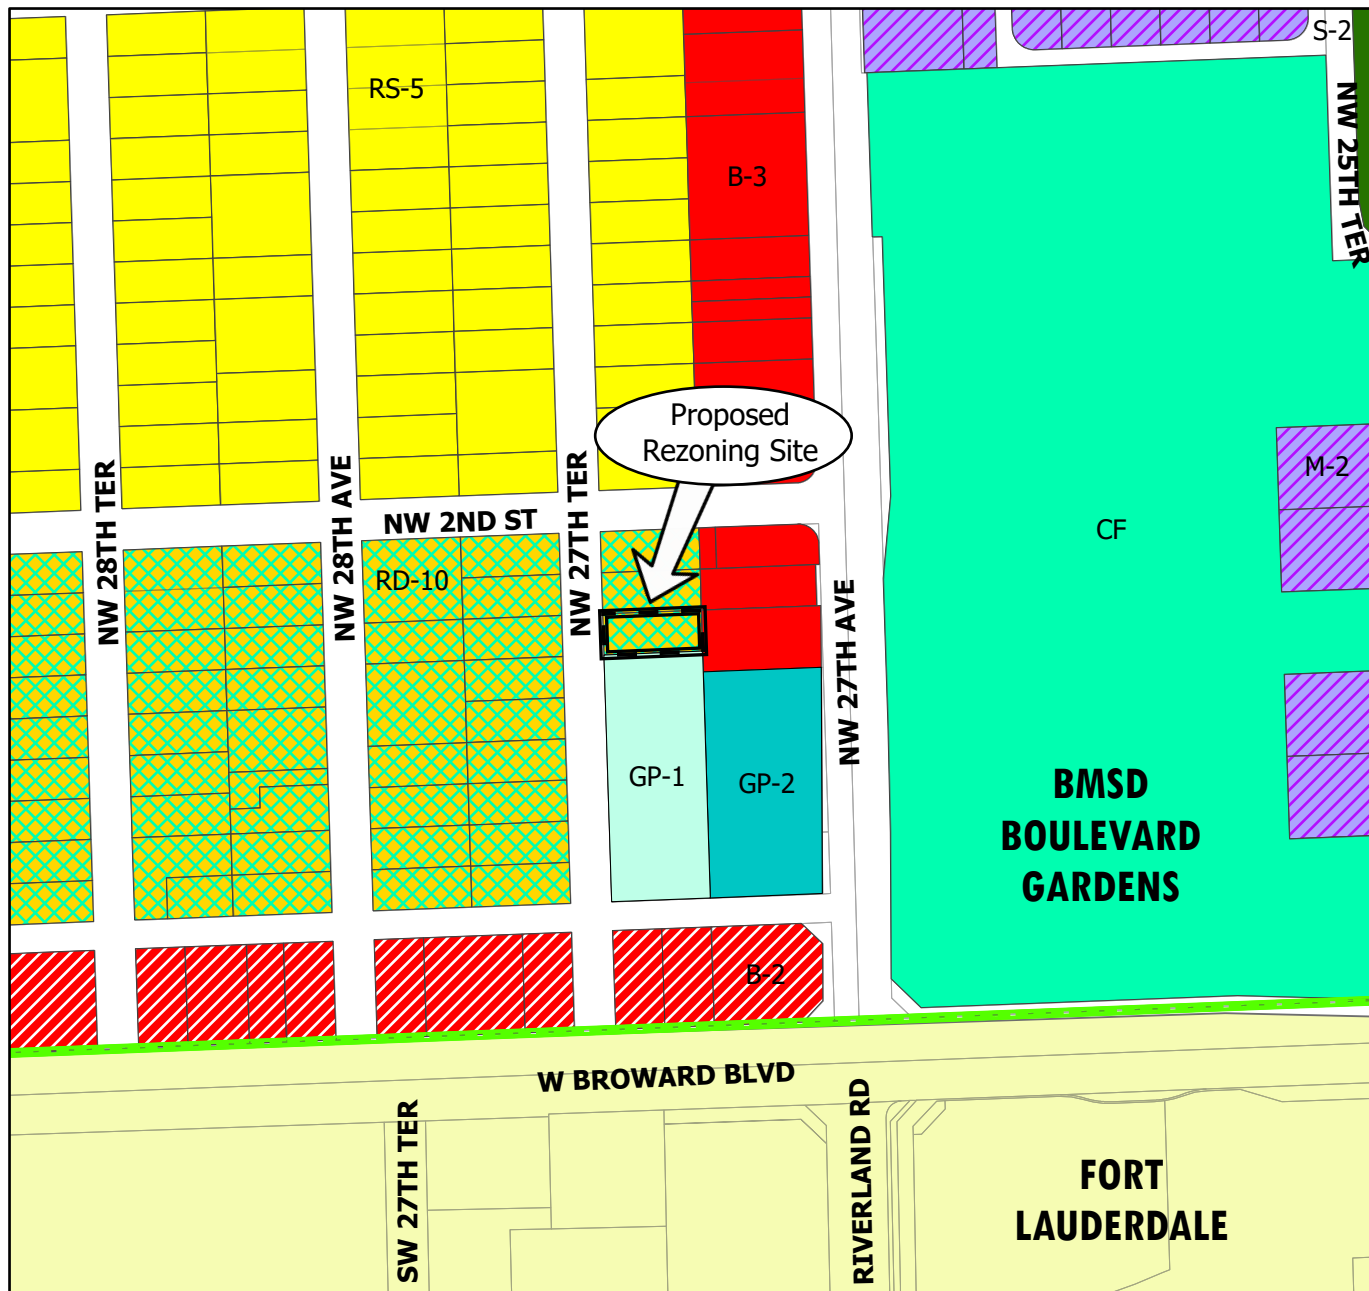 S-2
RS-5
NW 25TH TER
B-3
Proposed
Rezoning Site
M-2
NW 28TH TER
NW 28TH AVE
NW 2ND ST
NW 27TH TER
CF
RD-10
NW 27TH AVE
GP-1
GP-2
BMSD
BOULEVARD
GARDENS
B-2
W BROWARD BLVD
SW 27TH TER
RIVERLAND RD
FORT
LAUDERDALE